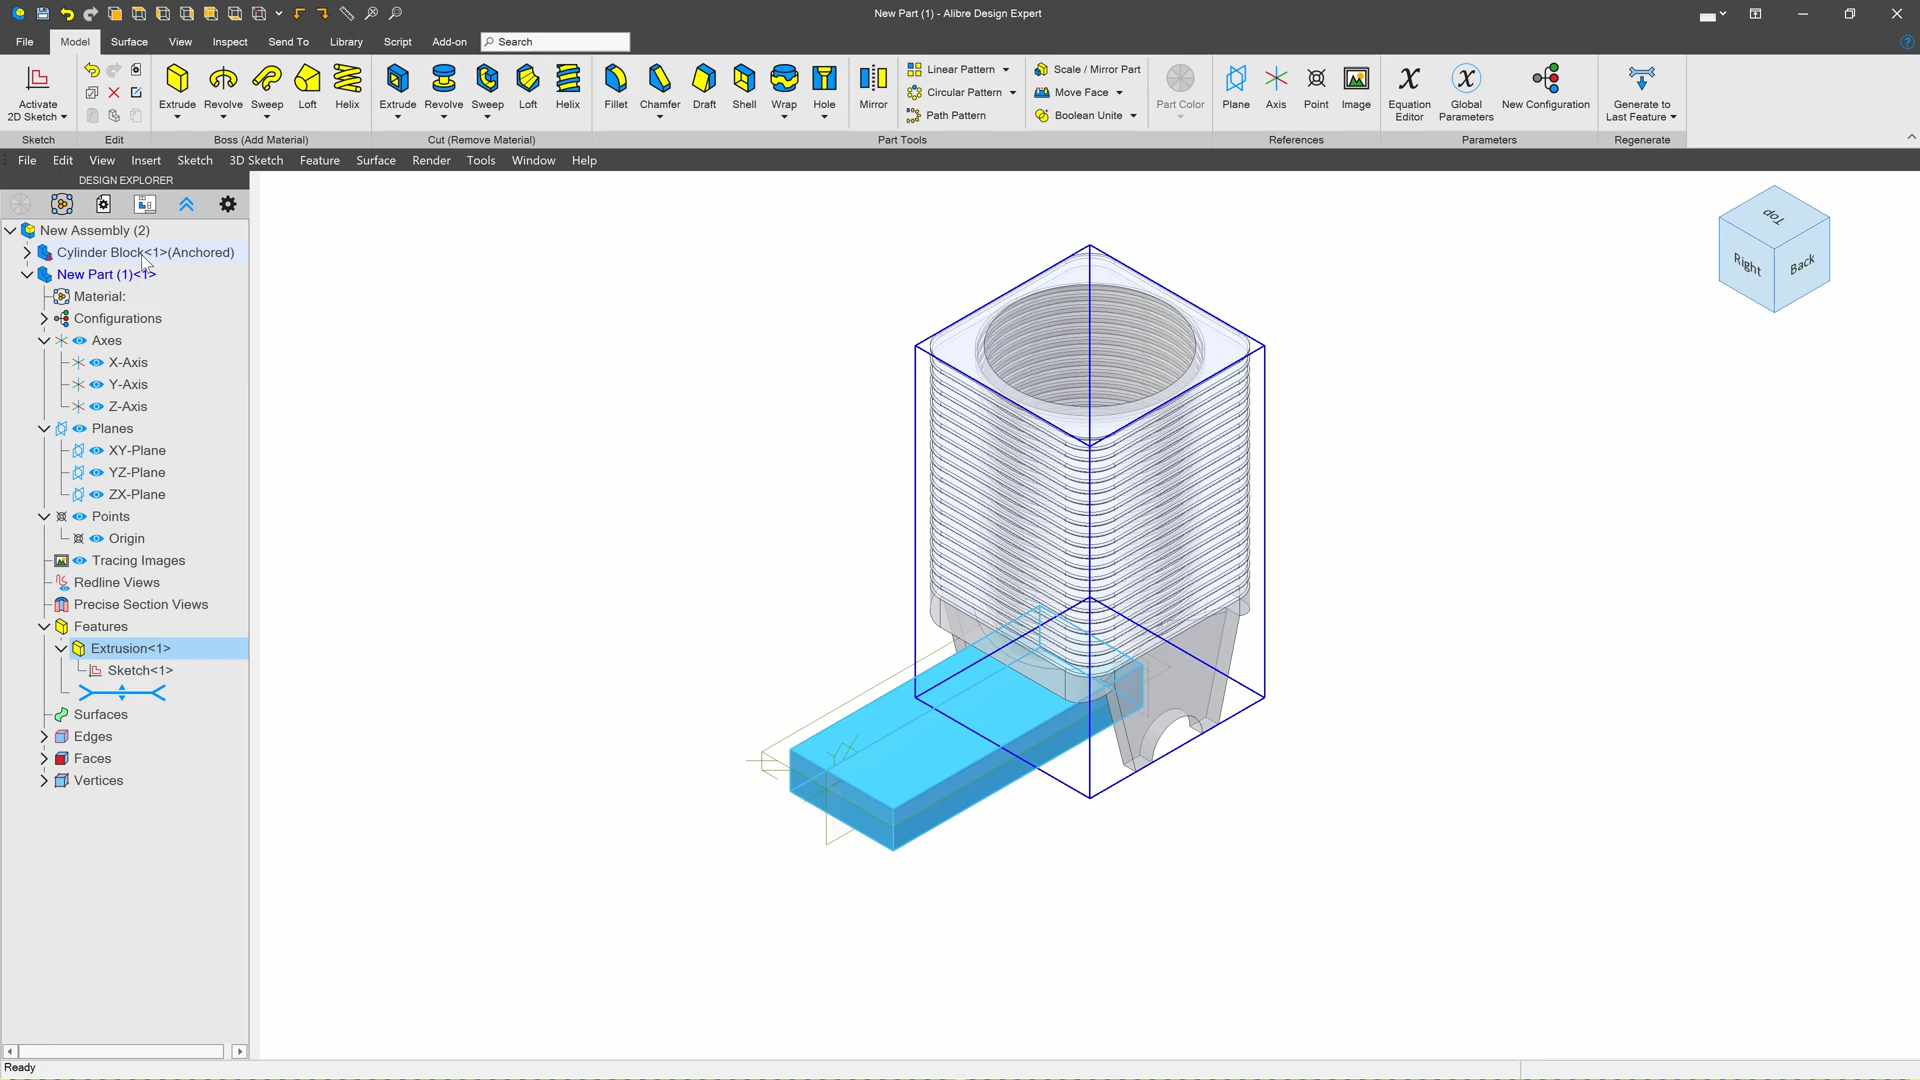 New Part (1) - Alibre Design Expert
File Model Surface View Inspect Send To Library Script Add-on Search
Activate
2D Sketch
Extrude Revolve Sweep Loft Helix
Extrude Revolve Sweep Loft Helix
Fillet Chamfer Draft Shell Wrap Hole
Mirror
Linear Pattern
Circular Pattern
Path Pattern
Scale / Mirror Part
Move Face
Boolean Unite
Part Color
Plane Axis Point Image
Equation
Editor
Global
Parameters
New Configuration
Generate to
Last Feature
Sketch Edit Boss (Add Material) Cut (Remove Material) Part Tools References Parameters Regenerate
File Edit View Insert Sketch 3D Sketch Feature Surface Render Tools Window Help
DESIGN EXPLORER
New Assembly (2)
Cylinder Block<1>(Anchored)
New Part (1)<1>
Material:
Configurations
Axes
X-Axis
Y-Axis
Z-Axis
Planes
XY-Plane
YZ-Plane
ZX-Plane
Points
Origin
Tracing Images
Redline Views
Precise Section Views
Features
Extrusion<1>
Sketch<1>
Surfaces
Edges
Faces
Vertices
Top
Right
Back
Ready